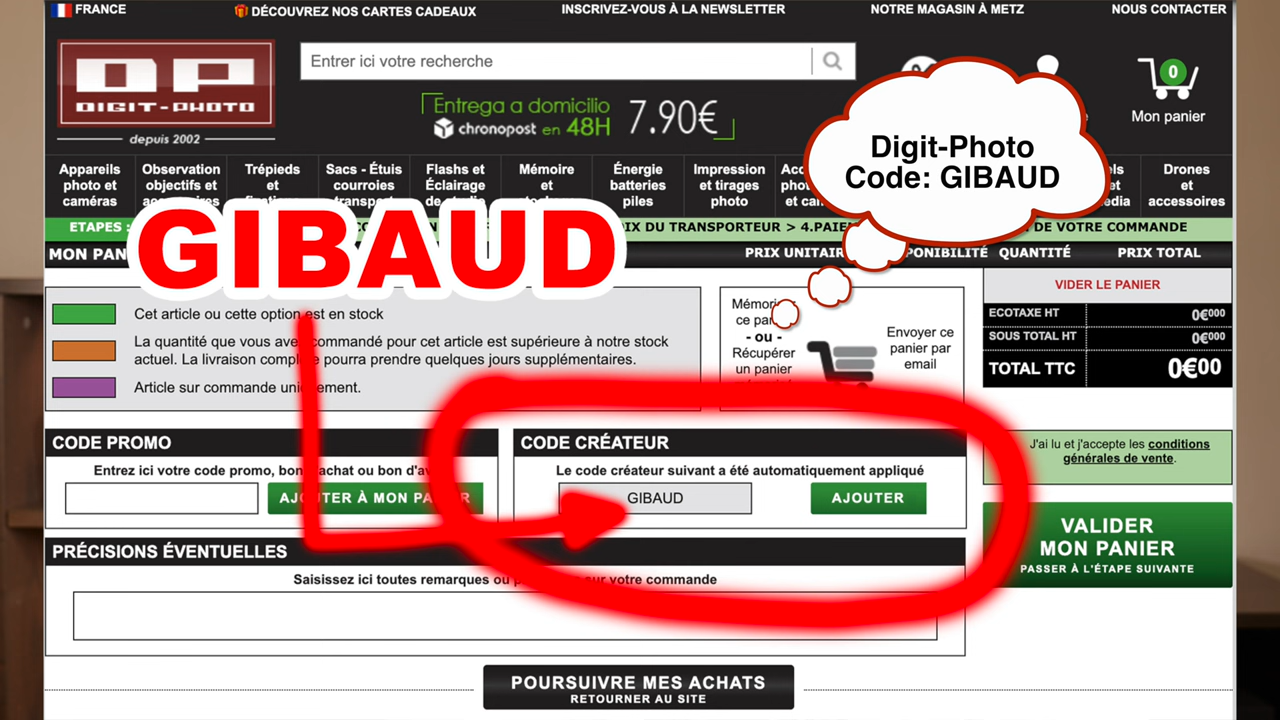 FRANCE
DÉCOUVREZ NOS CARTES CADEAUX
INSCRIVEZ-VOUS À LA NEWSLETTER
NOTRE MAGASIN À METZ
NOUS CONTACTER
DP
DIGIT-PHOTO
depuis 2002
Entrer ici votre recherche
Entrega a domicilio
chronopost en 48H
7.90€
0
Mon panier
Digit-Photo
Code: GIBAUD
Appareils
photo et
caméras
Observation
objectifs et
Trépieds
et
Sacs - Étuis
courroies
Flashs et
Éclairage
Mémoire
et
Énergie
batteries
piles
Impression
et tirages
photo
Drones
et
accessoires
ETAPES :
DU TRANSPORTEUR > 4.PAIE
DE VOTRE COMMANDE
GIBAUD
MON
PRIX
QUANTITÉ
PRIX TOTAL
Cet article ou cette option est en stock
La quantité que vous avez commandé pour cet article est supérieure à notre stock
actuel. La livraison pourra prendre quelques jours supplémentaires.
Article sur commande uniquement.
ce
- ou -
Récupérer
un panier
Envoyer ce
panier par
email
VIDER LE PANIER
ECOTAXE HT 0€000
SOUS TOTAL HT 0€000
TOTAL TTC 0€00
CODE PROMO
Entrez ici votre code promo, bon d'achat ou bon
AJOUTER À MON PANIER
CODE CRÉATEUR
Le code créateur suivant a été automatiquement appliqué
GIBAUD
AJOUTER
J'ai lu et j'accepte les conditions
générales de vente.
VALIDER
MON PANIER
PASSER À L'ÉTAPE SUIVANTE
PRÉCISIONS ÉVENTUELLES
Saisissez ici toutes remarques ou sur votre commande
POURSUIVRE MES ACHATS
RETOURNER AU SITE